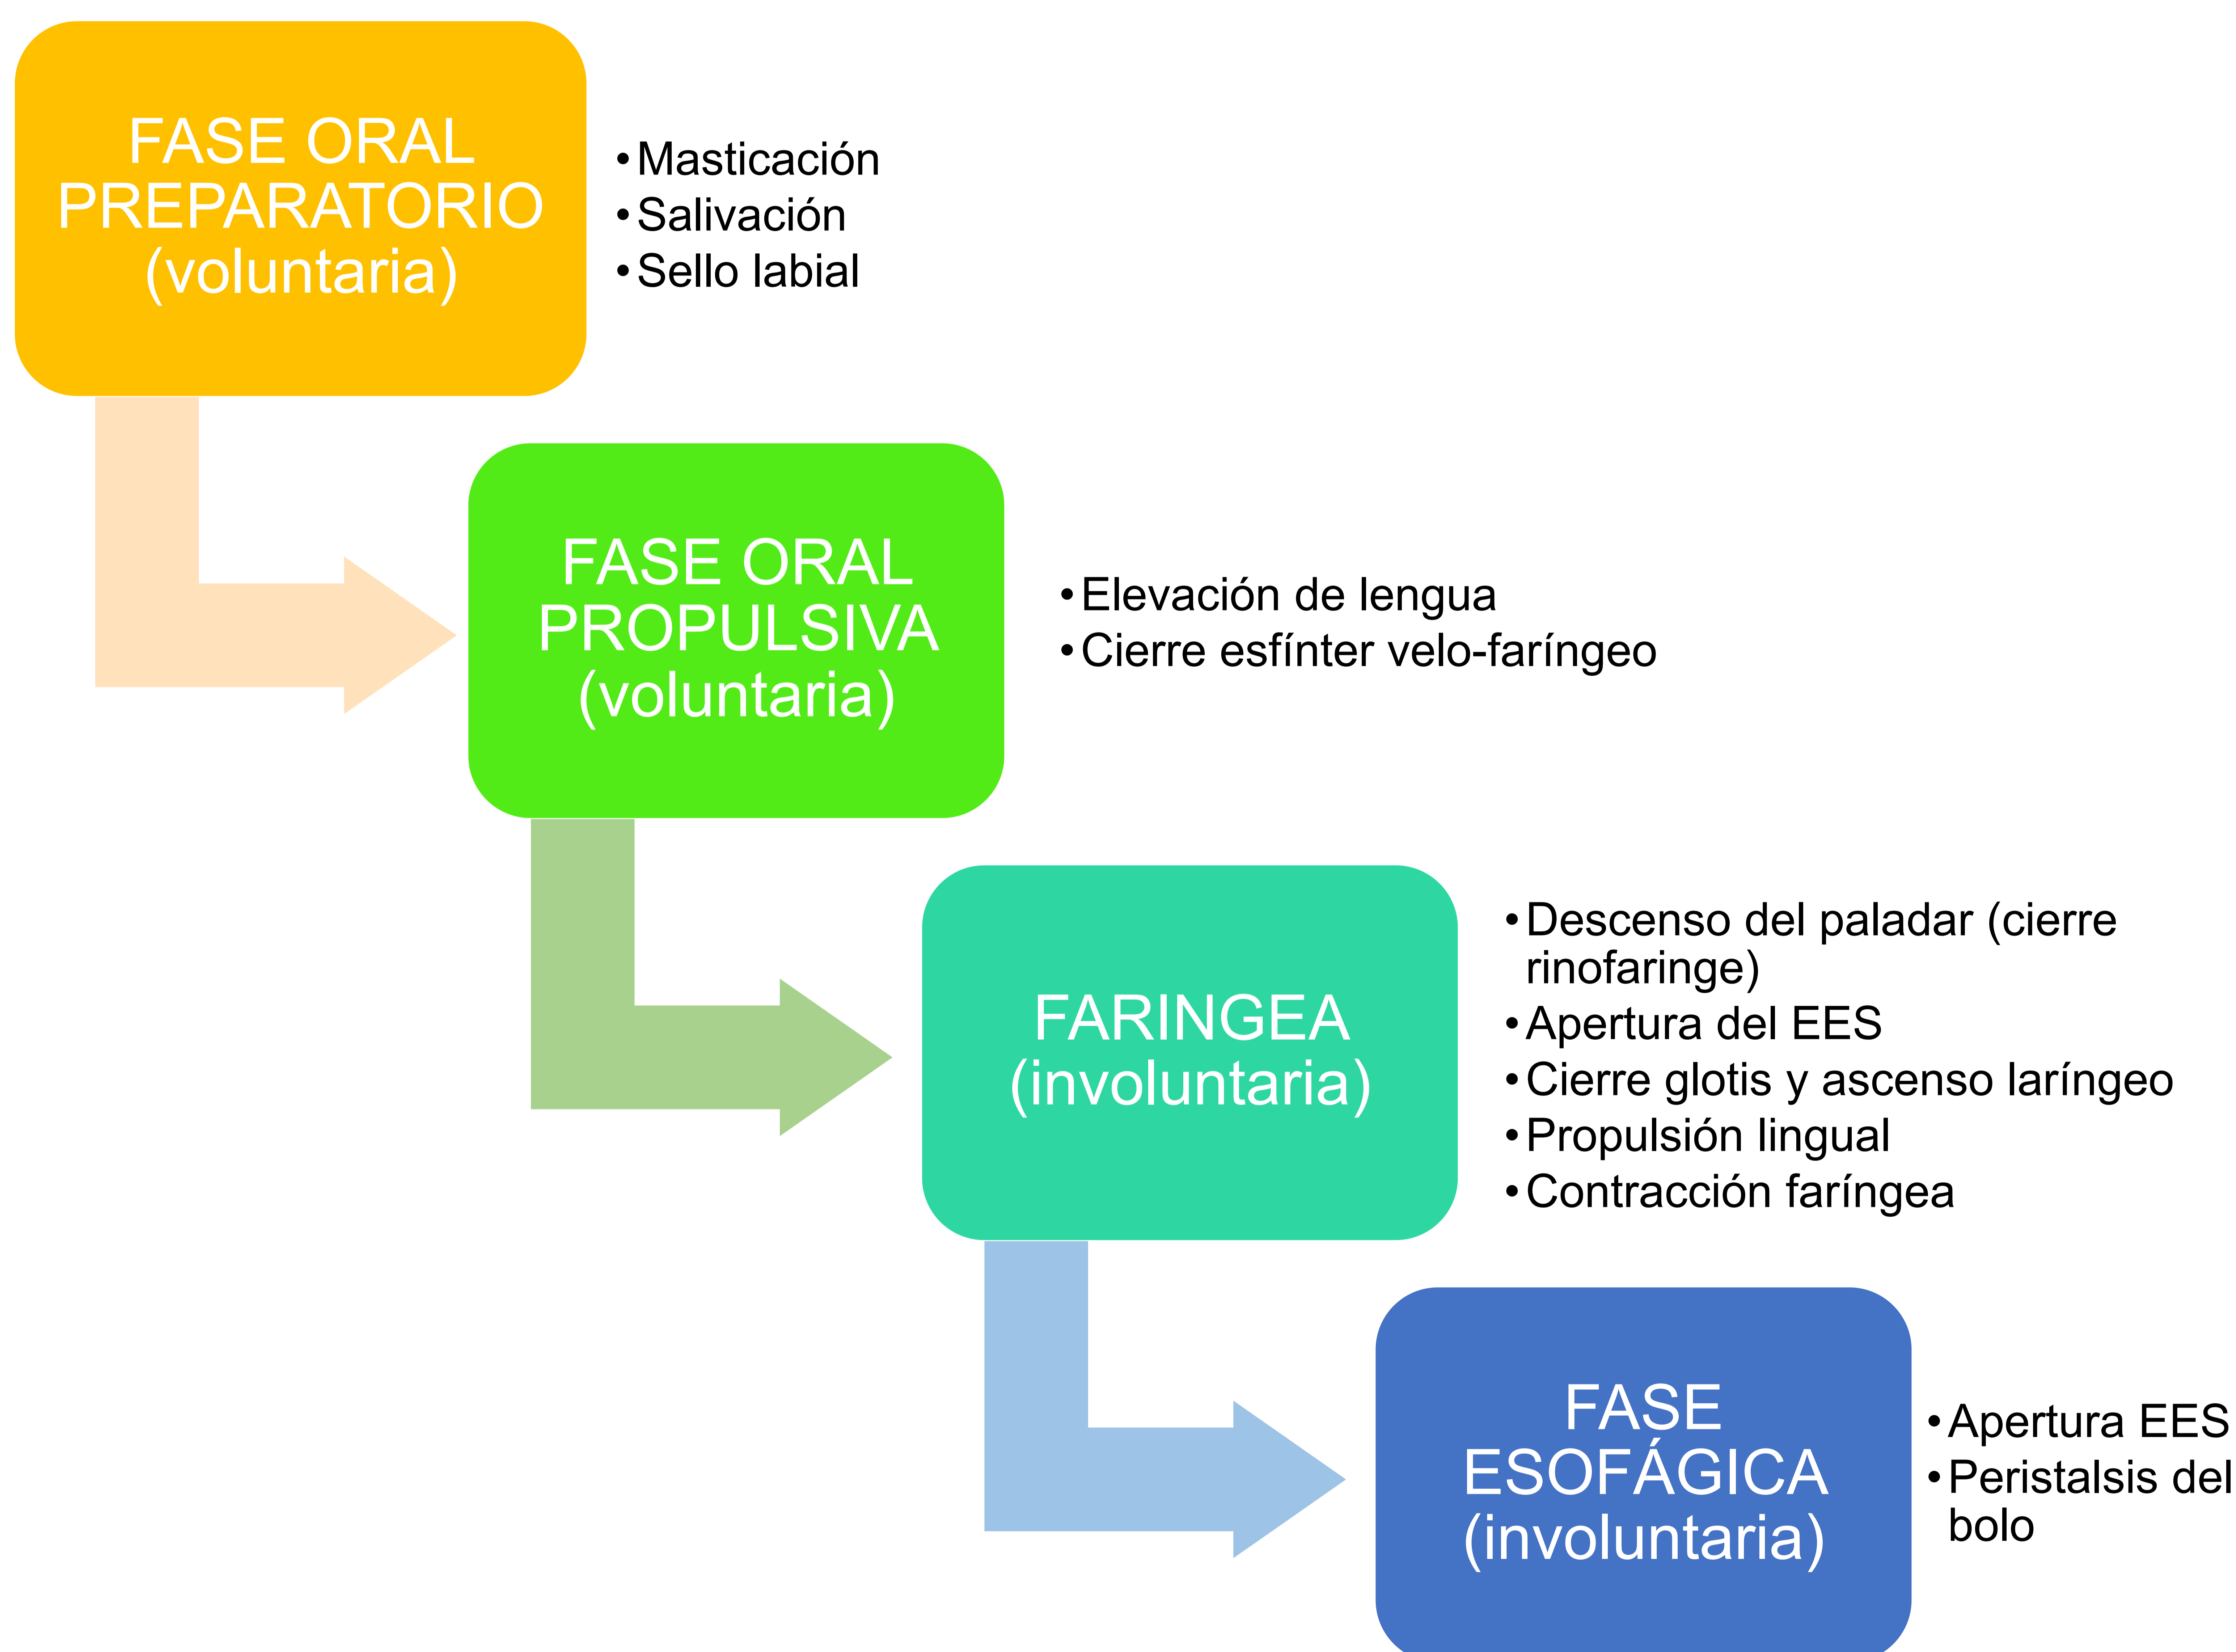 FASE ORAL
PREPARATORIO
(voluntaria)
• Masticación
• Salivación
• Sello labial
FASE ORAL
PROPULSIVA
(voluntaria)
• Elevación de lengua
• Cierre esfínter velo-faríngeo
FARINGEA
(involuntaria)
• Descenso del paladar (cierre
rinofaringe)
• Apertura del EES
• Cierre glotis y ascenso laríngeo
• Propulsión lingual
• Contracción faríngea
FASE
ESOFÁGICA
(involuntaria)
• Apertura EES
• Peristalsis del
bolo